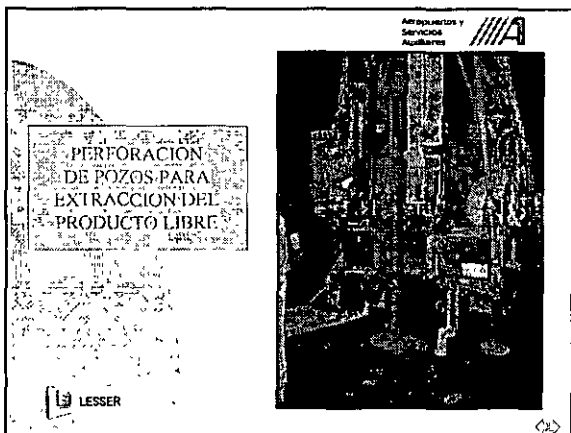 Aeropuertos y
Servicios
Auxiliares
PERFORACION
DE POZOS PARA
EXTRACCION DEL
PRODUCTO LIBRE
LESSER